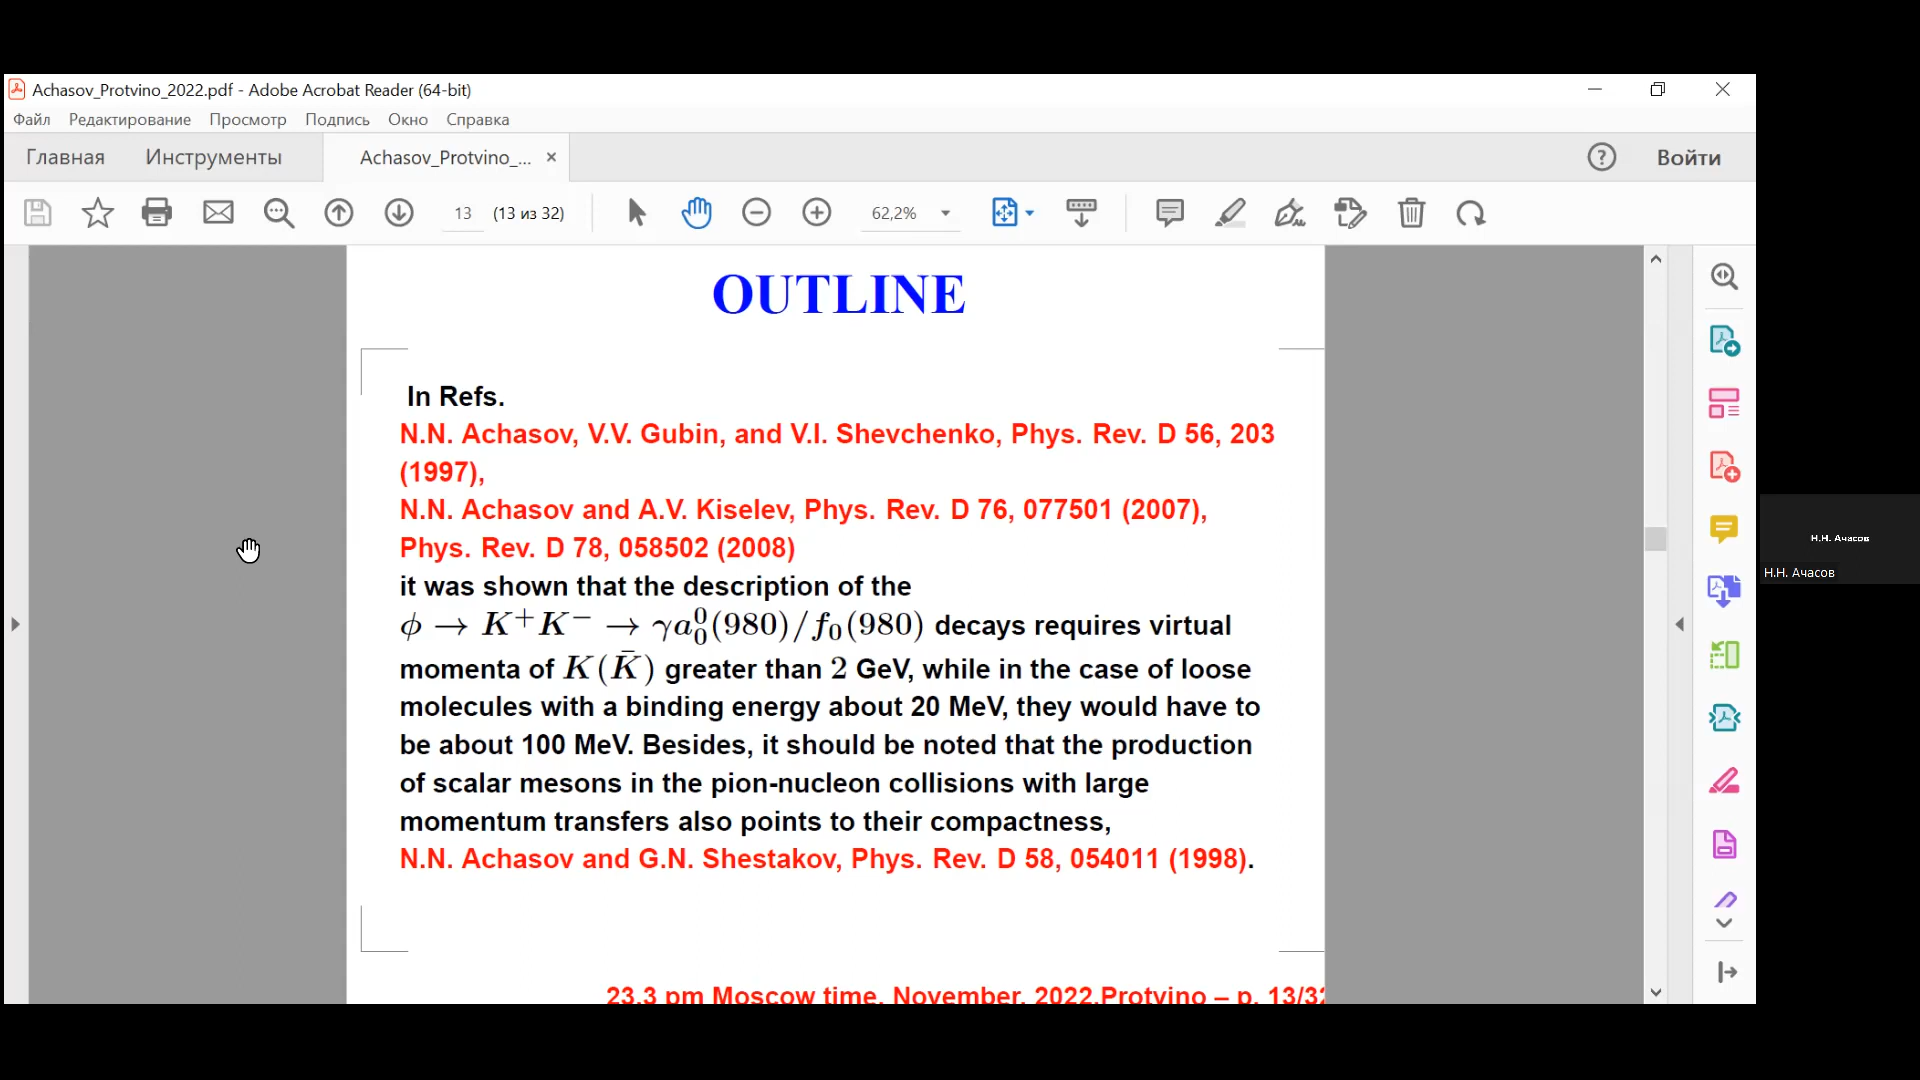 Achasov_Protvino_2022.pdf - Adobe Acrobat Reader (64-bit)
Файл Редактирование Просмотр Подпись Окно Справка
Главная Инструменты Achasov_Protvino_... × Войти
13 (13 из 32) 62,2%
OUTLINE
In Refs.
N.N. Achasov, V.V. Gubin, and V.I. Shevchenko, Phys. Rev. D 56, 203
(1997),
N.N. Achasov and A.V. Kiselev, Phys. Rev. D 76, 077501 (2007),
Phys. Rev. D 78, 058502 (2008)
it was shown that the description of the
ϕ → K⁺K⁻ → γa₀⁰(980)/f₀(980) decays requires virtual
momenta of K(K̄) greater than 2 GeV, while in the case of loose
molecules with a binding energy about 20 MeV, they would have to
be about 100 MeV. Besides, it should be noted that the production
of scalar mesons in the pion-nucleon collisions with large
momentum transfers also points to their compactness,
N.N. Achasov and G.N. Shestakov, Phys. Rev. D 58, 054011 (1998).
23.3 pm Moscow time, November, 2022,Protvino – p. 13/32
Н.Н. Ачасов
Н.Н. Ачасов